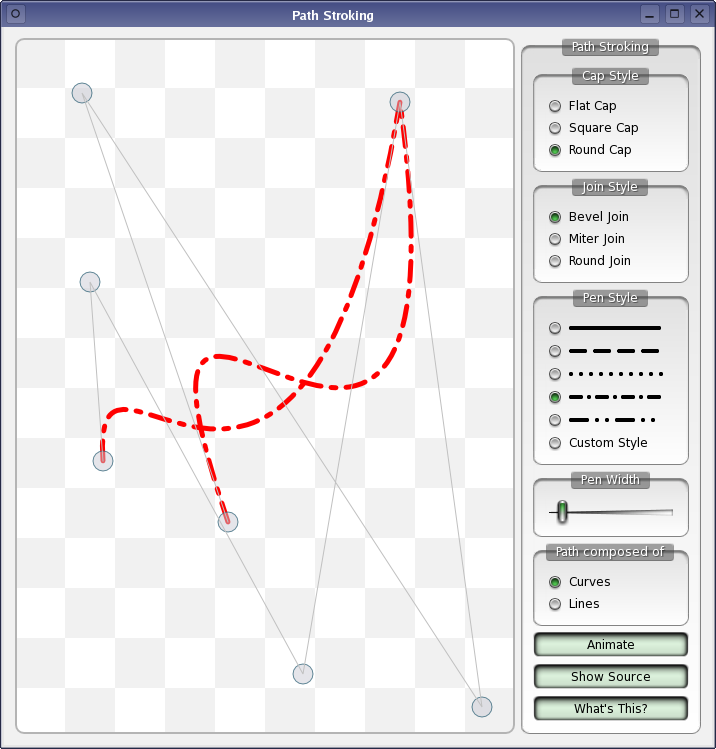 Path Stroking
Path Stroking
Cap Style
Flat Cap
Square Cap
Round Cap
Join Style
Bevel Join
Miter Join
Round Join
Pen Style
Custom Style
Pen Width
Path composed of
Curves
Lines
Animate
Show Source
What's This?